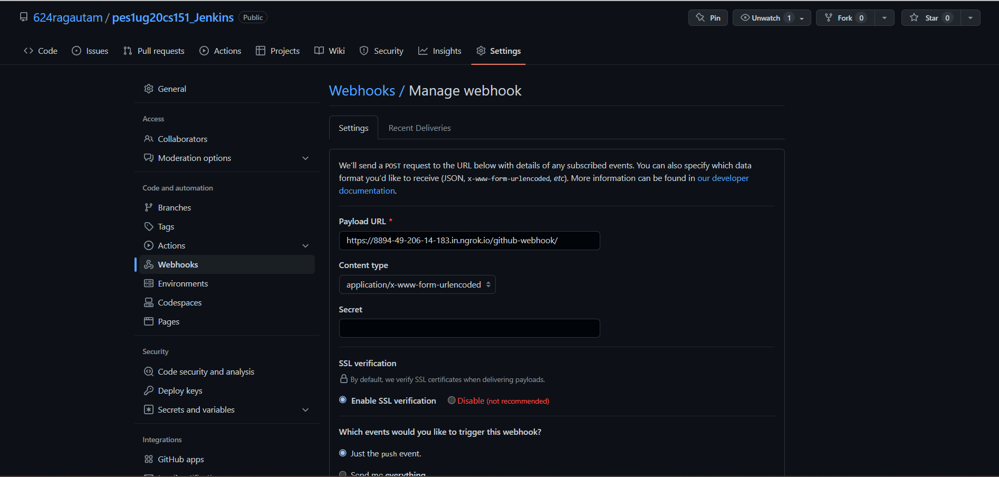 624ragautam / pes1ug20cs151_Jenkins Public
Pin Unwatch 1 Fork 0 Star 0
Code Issues Pull requests Actions Projects Wiki Security Insights Settings
General
Access
Collaborators
Moderation options
Code and automation
Branches
Tags
Actions
Webhooks
Environments
Codespaces
Pages
Security
Code security and analysis
Deploy keys
Secrets and variables
Integrations
GitHub apps
Webhooks / Manage webhook
Settings Recent Deliveries
We'll send a POST request to the URL below with details of any subscribed events. You can also specify which data
format you'd like to receive (JSON, x-www-form-urlencoded, etc). More information can be found in our developer
documentation.
Payload URL *
https://8894-49-206-14-183.in.ngrok.io/github-webhook/
Content type
application/x-www-form-urlencoded
Secret
SSL verification
By default, we verify SSL certificates when delivering payloads.
Enable SSL verification Disable (not recommended)
Which events would you like to trigger this webhook?
Just the push event.
Send me everything